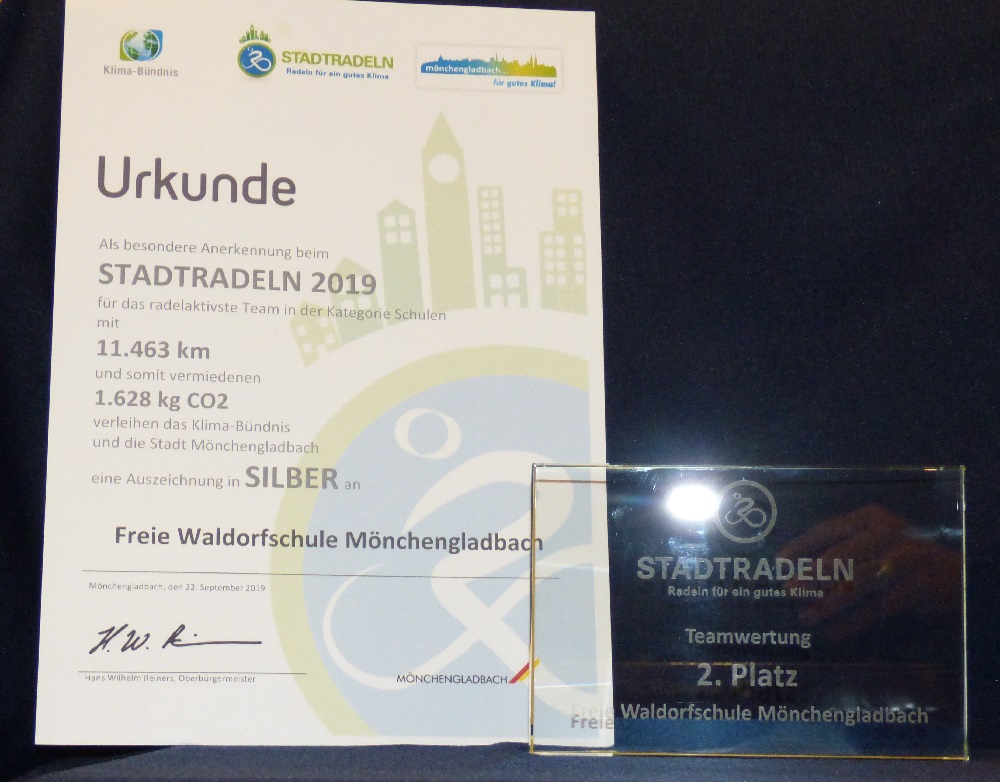 Klima-Bündnis
STADTRADELN
Radeln für ein gutes Klima
mönchengladbach...
für gutes Klima!
Urkunde
Als besondere Anerkennung beim
STADTRADELN 2019
für das radelaktivste Team in der Kategorie Schulen
mit
11.463 km
und somit vermiedenen
1.628 kg CO2
verleihen das Klima-Bündnis
und die Stadt Mönchengladbach
eine Auszeichnung in SILBER an
Freie Waldorfschule Mönchengladbach
Mönchengladbach, den 22. September 2019
Hans Wilhelm Reiners, Oberbürgermeister
MÖNCHENGLADBACH
STADTRADELN
Radeln für ein gutes Klima
Teamwertung
2. Platz
Freie Waldorfschule Mönchengladbach